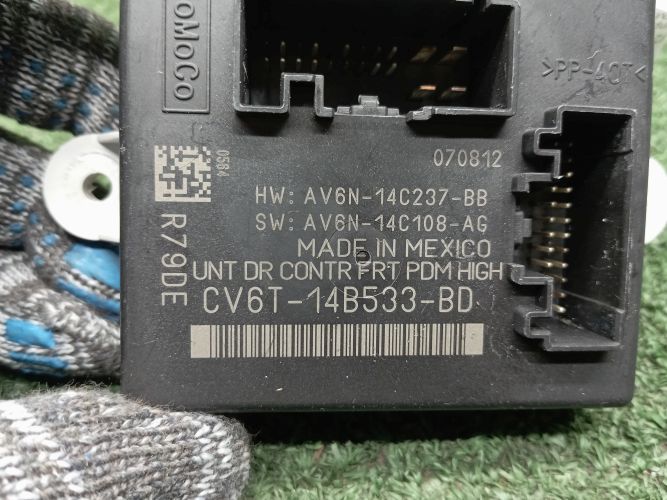 oMoCo
>PP-40T<
070812
0584
HW: AV6N-14C237-BB
SW: AV6N-14C108-AG
MADE IN MEXICO
R79DE
UNT DR CONTR FRT PDM HIGH
CV6T-14B533-BD